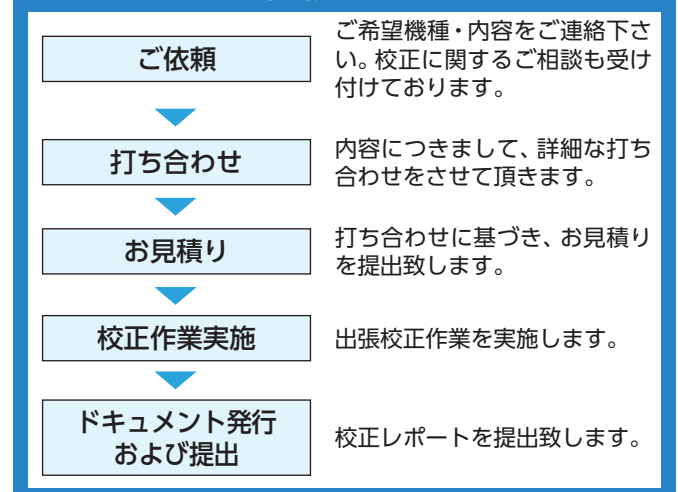 ご依頼
ご希望機種・内容をご連絡下さ
い。校正に関するご相談も受け
付けております。
打ち合わせ
内容につきまして、詳細な打ち
合わせをさせて頂きます。
お見積り
打ち合わせに基づき、お見積り
を提出致します。
校正作業実施
出張校正作業を実施します。
ドキュメント発行
および提出
校正レポートを提出致します。